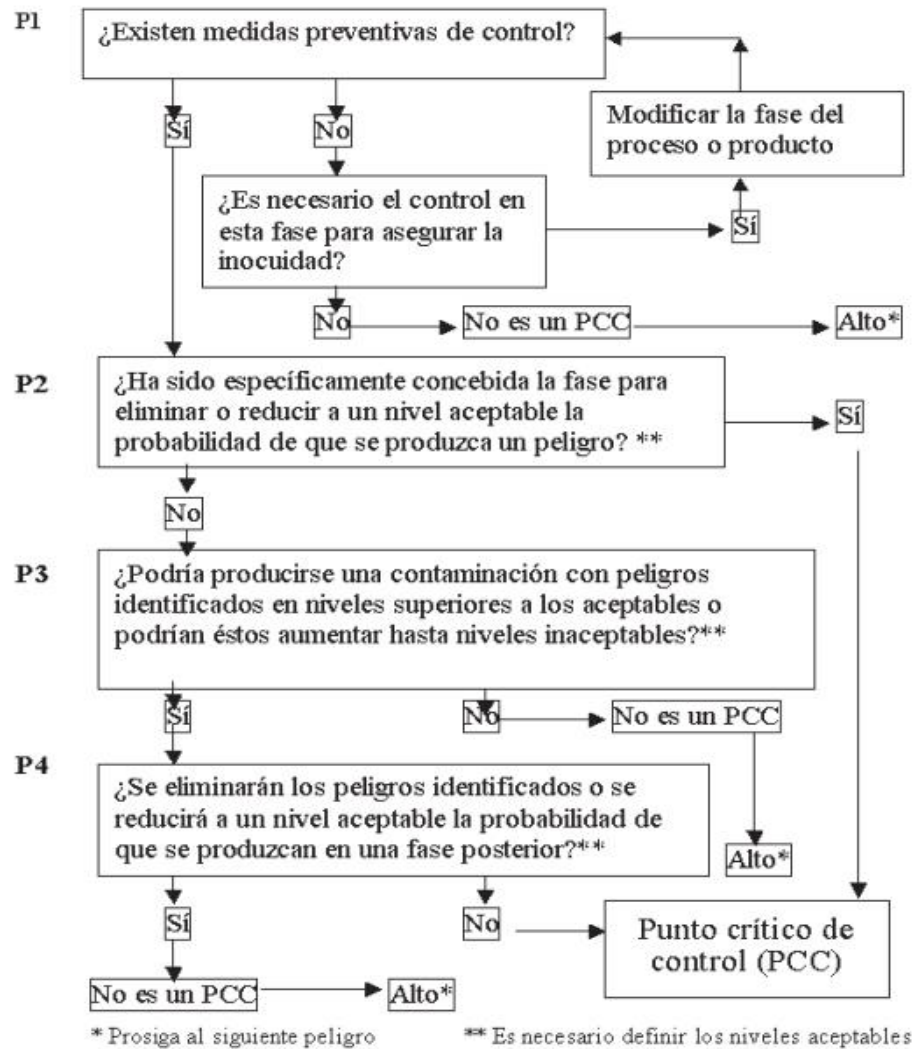 P1
¿Existen medidas preventivas de control?
Sí
No
Modificar la fase del
proceso o producto
¿Es necesario el control en
esta fase para asegurar la
inocuidad?
Sí
No
No es un PCC
Alto*
P2
¿Ha sido específicamente concebida la fase para
eliminar o reducir a un nivel aceptable la
probabilidad de que se produzca un peligro? **
Sí
No
P3
¿Podría producirse una contaminación con peligros
identificados en niveles superiores a los aceptables o
podrían éstos aumentar hasta niveles inaceptables?**
Sí
No
No es un PCC
Alto*
P4
¿Se eliminarán los peligros identificados o se
reducirá a un nivel aceptable la probabilidad de
que se produzcan en una fase posterior?**
Sí
No
Punto crítico de
control (PCC)
No es un PCC
Alto*
* Prosiga al siguiente peligro
** Es necesario definir los niveles aceptables